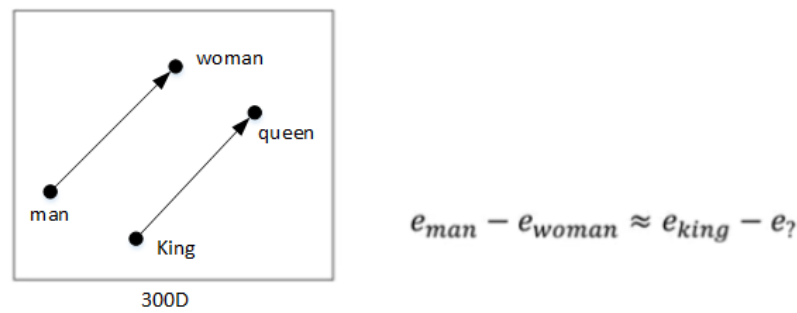 woman
queen
man
King
300D
e_man − e_woman ≈ e_king − e_?